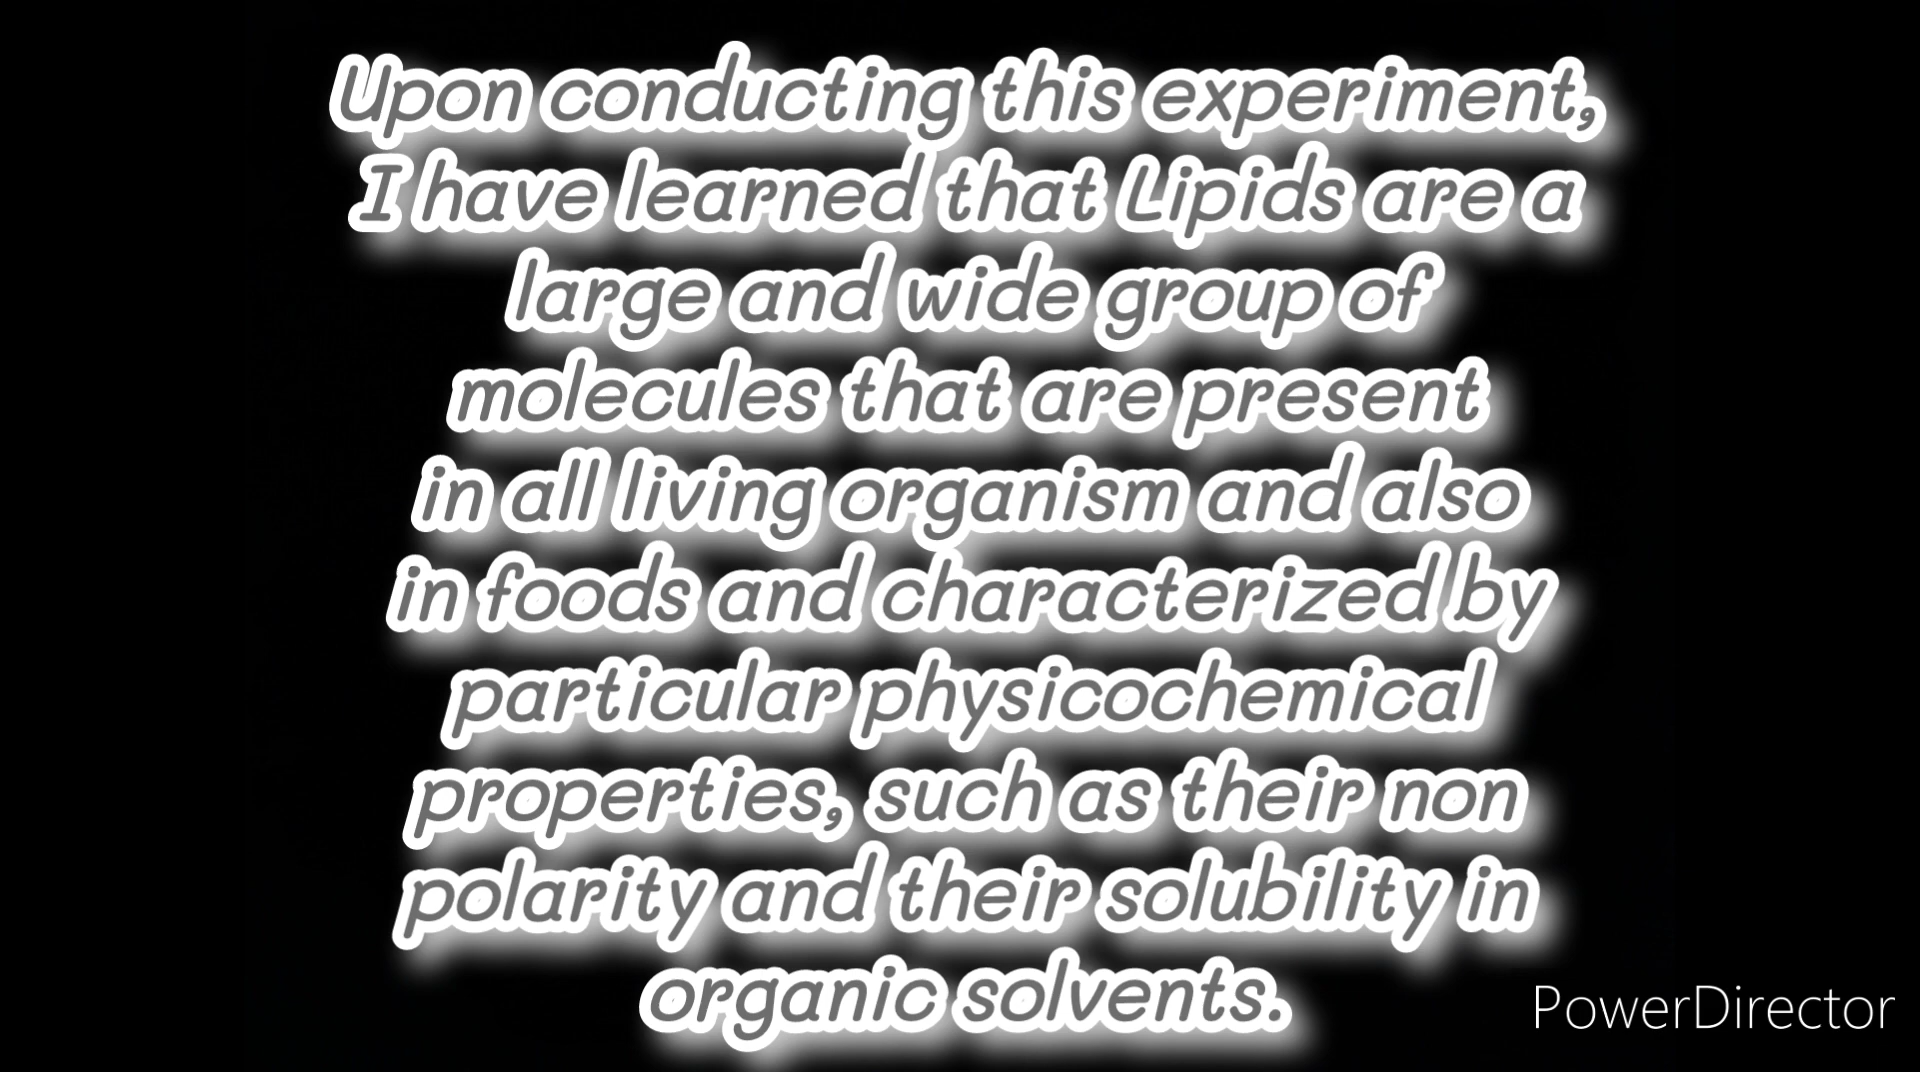 Upon conducting this experiment,
I have learned that Lipids are a
large and wide group of
molecules that are present
in all living organism and also
in foods and characterized by
particular physicochemical
properties, such as their non
polarity and their solubility in
organic solvents.
PowerDirector